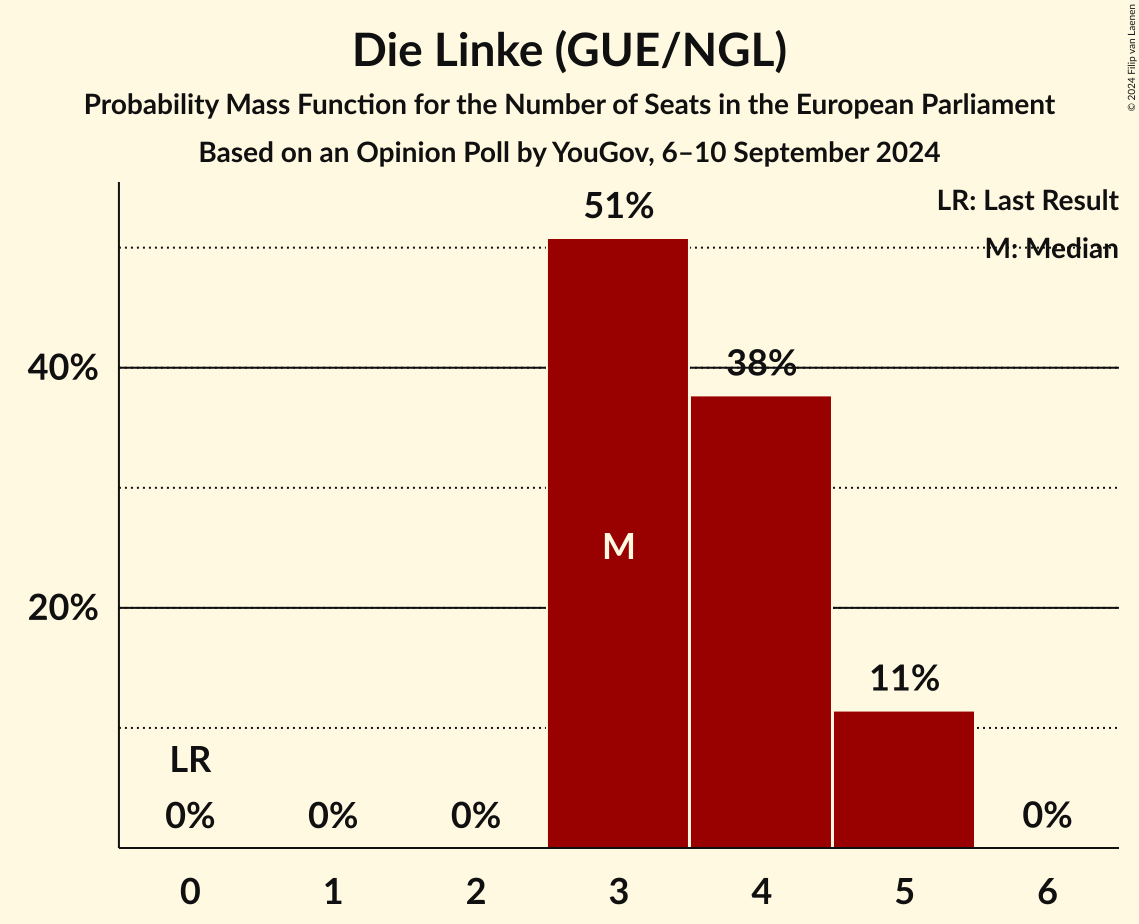 Die Linke (GUE/NGL)
Probability Mass Function for the Number of Seats in the European Parliament
Based on an Opinion Poll by YouGov, 6–10 September 2024
© 2024 Filip van Laenen
LR: Last Result
M: Median
51%
40%
38%
M
20%
11%
LR
0%
0%
0%
0%
0 1 2 3 4 5 6